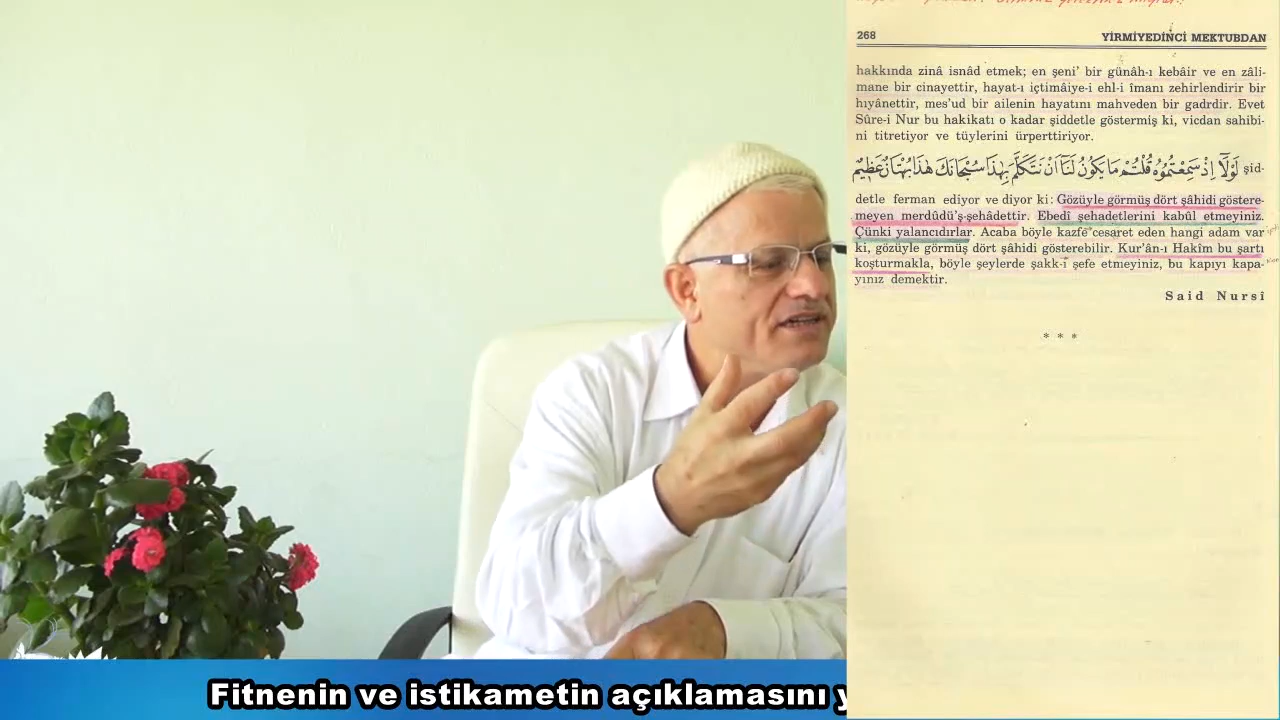 268 YİRMİYEDİNCİ MEKTUBDAN
hakkında zinâ isnâd etmek; en şeni' bir günâh-ı kebâir ve en zâli-
mane bir cinayettir, hayat-ı içtimâiye-i ehl-i îmanı zehirlendirir bir
hıyânettir, mes'ud bir ailenin hayatını mahveden bir gadrdir. Evet
Sûre-i Nur bu hakikatı o kadar şiddetle göstermiş ki, vicdan sahibi-
ni titretiyor ve tüylerini ürperttiriyor.
لَوْلَٓا اِذْ سَمِعْتُمُوهُ قُلْتُمْ مَا يَكُونُ لَنَٓا اَنْ نَتَكَلَّمَ بِهٰذَا سُبْحَانَكَ هٰذَا بُهْتَانٌ عَظِيمٌ şid-
detle ferman ediyor ve diyor ki: Gözüyle görmüş dört şâhidi göstere-
meyen merdûdü'ş-şehâdettir. Ebedî şehadetlerini kabûl etmeyiniz.
Çünki yalancıdırlar. Acaba böyle kazfe cesaret eden hangi adam var
ki, gözüyle görmüş dört şâhidi gösterebilir. Kur'ân-ı Hakîm bu şartı
koşturmakla, böyle şeylerde şakk-ı şefe etmeyiniz, bu kapıyı kapa-
yınız demektir.
Said Nursî
* * *
Fitnenin ve istikametin açıklamasını y